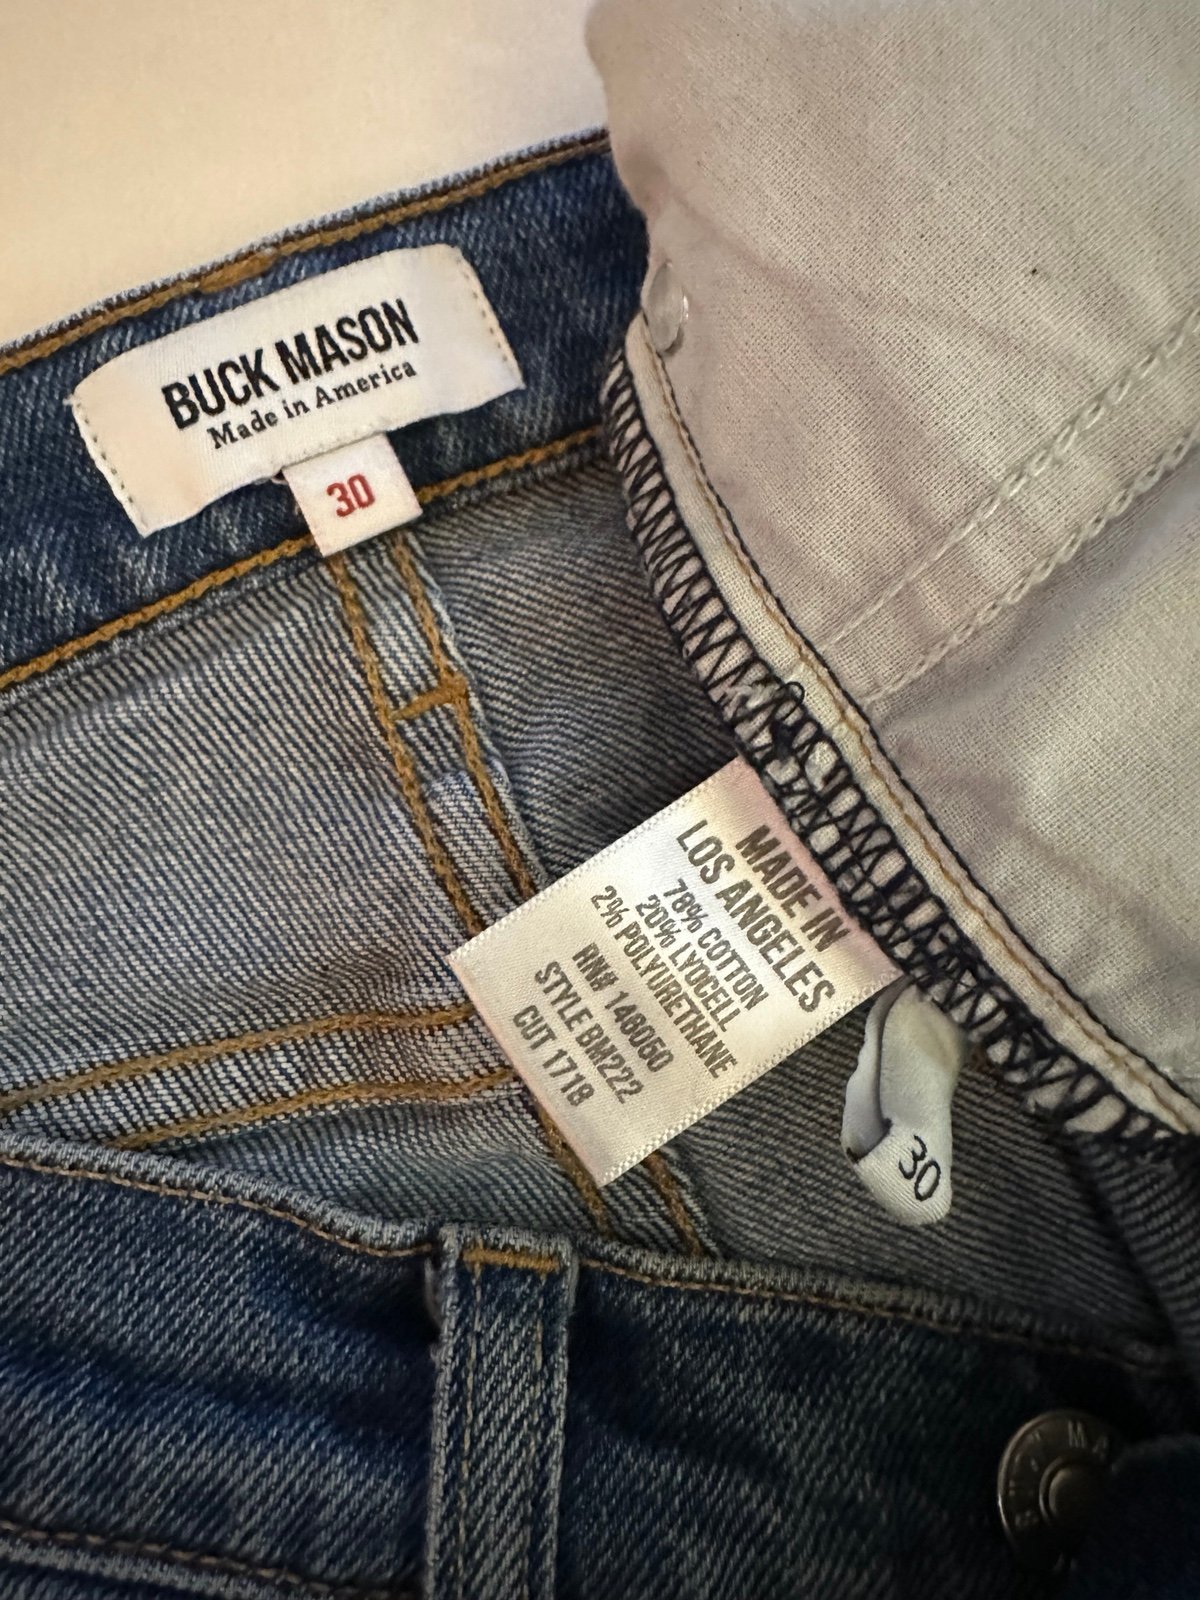 BUCK MASON
Made in America
30
MADE IN
LOS ANGELES
78% COTTON
20% LYOCELL
2% POLYURETHANE
RN# 148060
STYLE BM222
CUT 1718
30